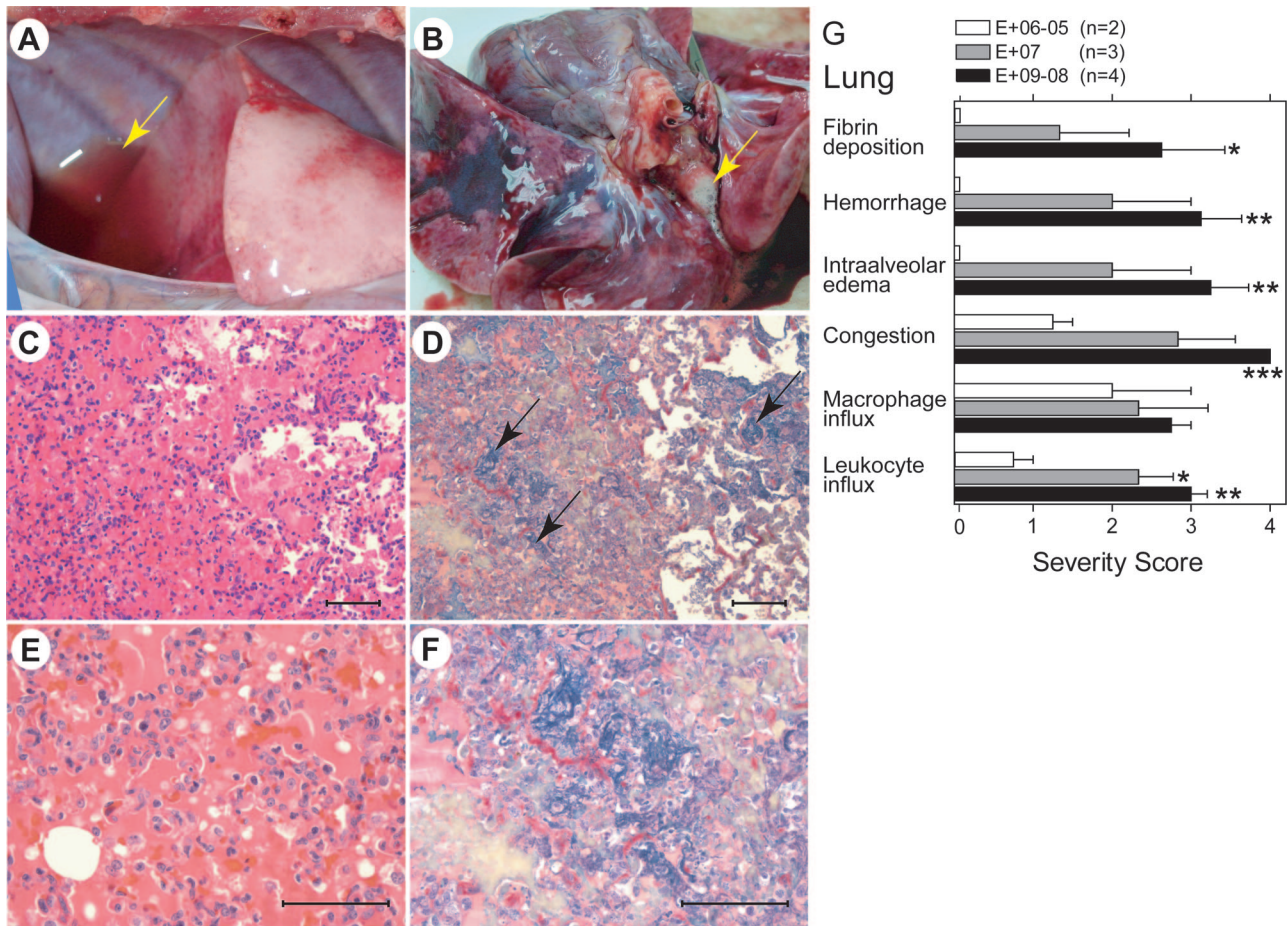 A
B
C
D
E
F
G
E+06-05 (n=2)
E+07 (n=3)
E+09-08 (n=4)
Lung
Fibrin
deposition
*
Hemorrhage
**
Intraalveolar
edema
**
Congestion
***
Macrophage
influx
Leukocyte
influx
*
**
0 1 2 3 4
Severity Score